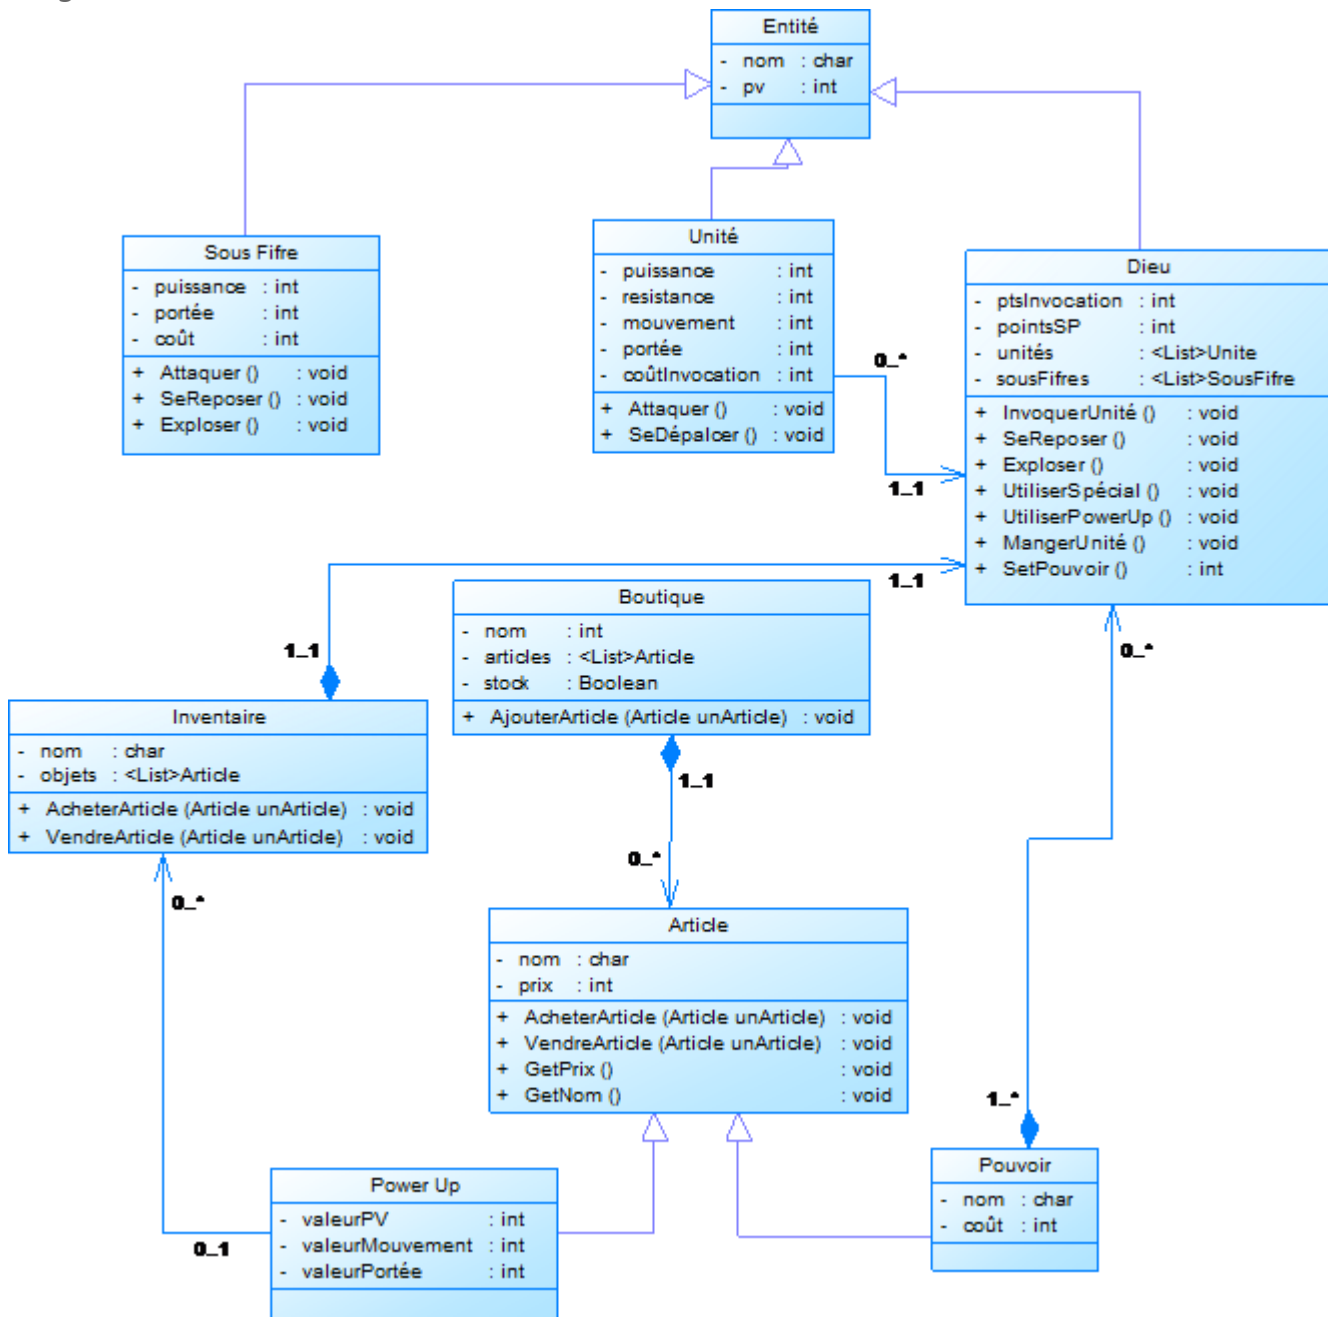 Entité
- nom : char
- pv : int
Sous Fifre
- puissance : int
- portée : int
- coût : int
+ Attaquer () : void
+ SeReposer () : void
+ Exploser () : void
Unité
- puissance : int
- resistance : int
- mouvement : int
- portée : int
- coûtInvocation : int
+ Attaquer () : void
+ SeDépalcer () : void
Dieu
- ptsInvocation : int
- pointsSP : int
- unités : <List>Unite
- sousFifres : <List>SousFifre
+ InvoquerUnité () : void
+ SeReposer () : void
+ Exploser () : void
+ UtiliserSpécial () : void
+ UtiliserPowerUp () : void
+ MangerUnité () : void
+ SetPouvoir () : int
0..*
1..1
1..1
1..1
Boutique
- nom : int
- articles : <List>Article
- stock : Boolean
+ AjouterArticle (Article unArticle) : void
0..*
Inventaire
- nom : char
- objets : <List>Article
+ AcheterArticle (Article unArticle) : void
+ VendreArticle (Article unArticle) : void
1..1
0..*
0..*
Article
- nom : char
- prix : int
+ AcheterArticle (Article unArticle) : void
+ VendreArticle (Article unArticle) : void
+ GetPrix () : void
+ GetNom () : void
1..*
Power Up
- valeurPV : int
- valeurMouvement : int
- valeurPortée : int
0..1
Pouvoir
- nom : char
- coût : int